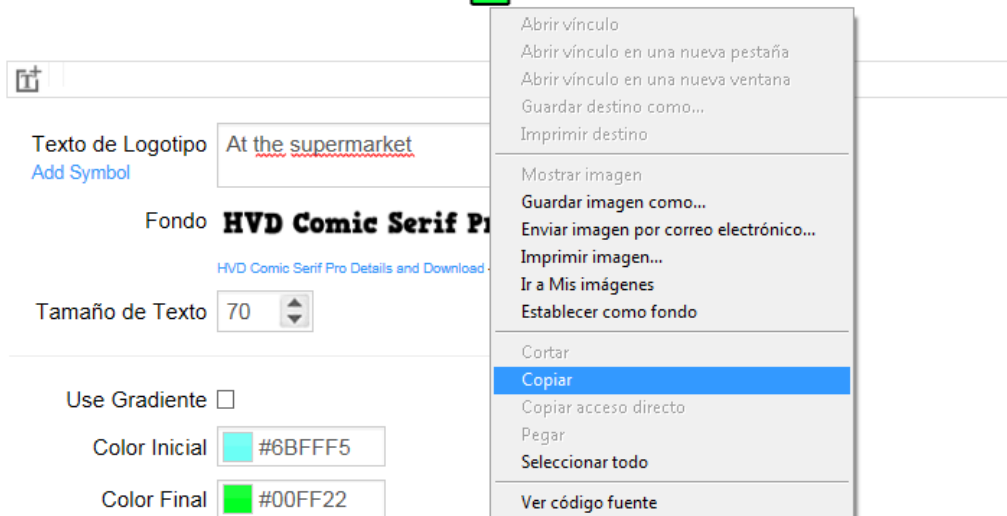 Abrir vínculo
Abrir vínculo en una nueva pestaña
Abrir vínculo en una nueva ventana
Guardar destino como...
Imprimir destino
Mostrar imagen
Guardar imagen como...
Enviar imagen por correo electrónico...
Imprimir imagen...
Ir a Mis imágenes
Establecer como fondo
Cortar
Copiar
Copiar acceso directo
Pegar
Seleccionar todo
Ver código fuente
Texto de Logotipo At the supermarket
Add Symbol
Fondo HVD Comic Serif
HVD Comic Serif Pro Details and Download
Tamaño de Texto 70
Use Gradiente
Color Inicial #6BFFF5
Color Final #00FF22